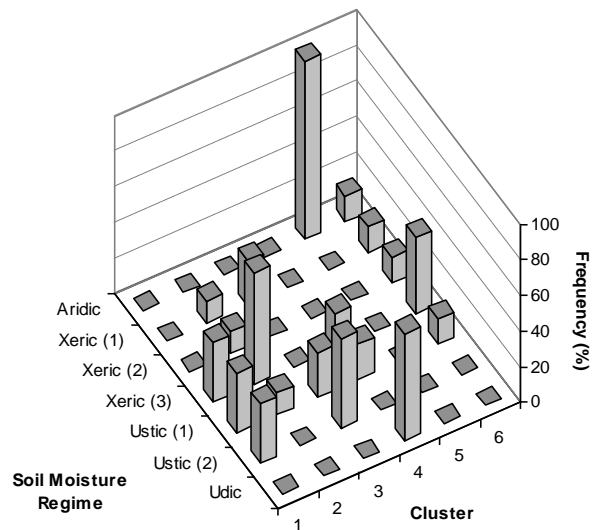 100
80
60
40
20
0
Frequency (%)
Aridic
Xeric (1)
Xeric (2)
Xeric (3)
Ustic (1)
Ustic (2)
Udic
Soil Moisture
Regime
1
2
3
4
5
6
Cluster